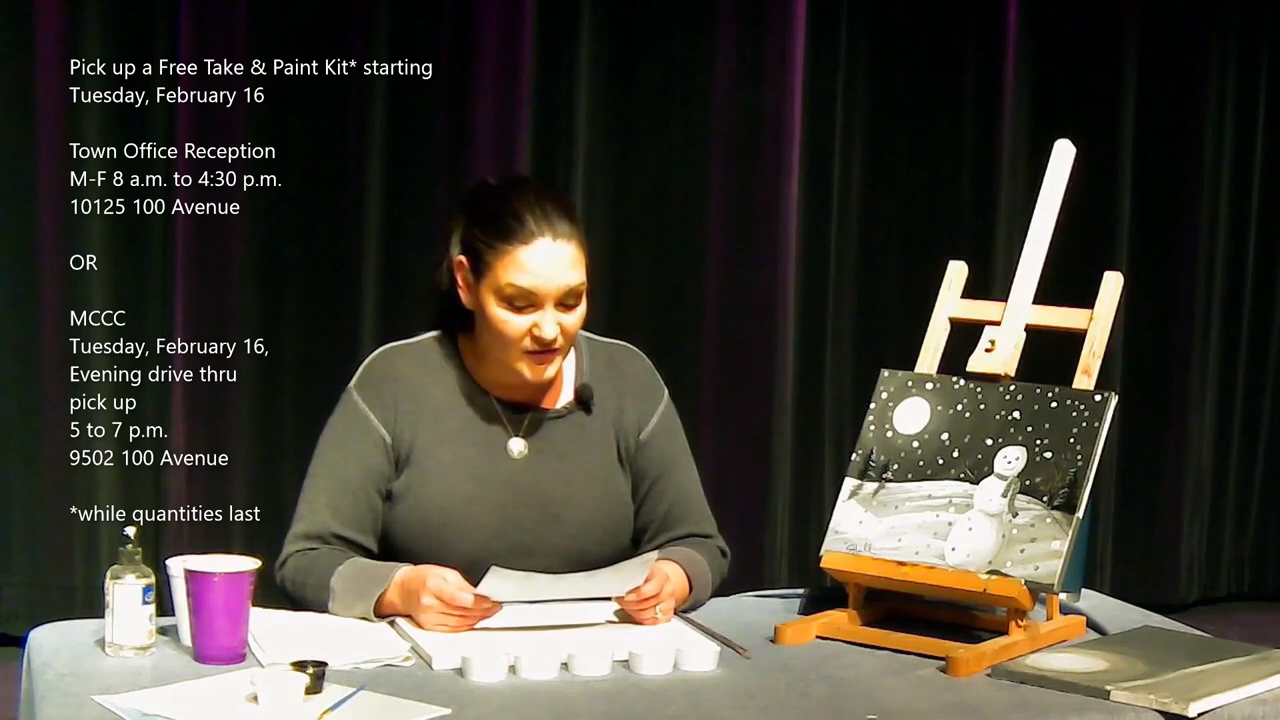 Pick up a Free Take & Paint Kit* starting
Tuesday, February 16
Town Office Reception
M-F 8 a.m. to 4:30 p.m.
10125 100 Avenue
OR
MCCC
Tuesday, February 16,
Evening drive thru
pick up
5 to 7 p.m.
9502 100 Avenue
*while quantities last